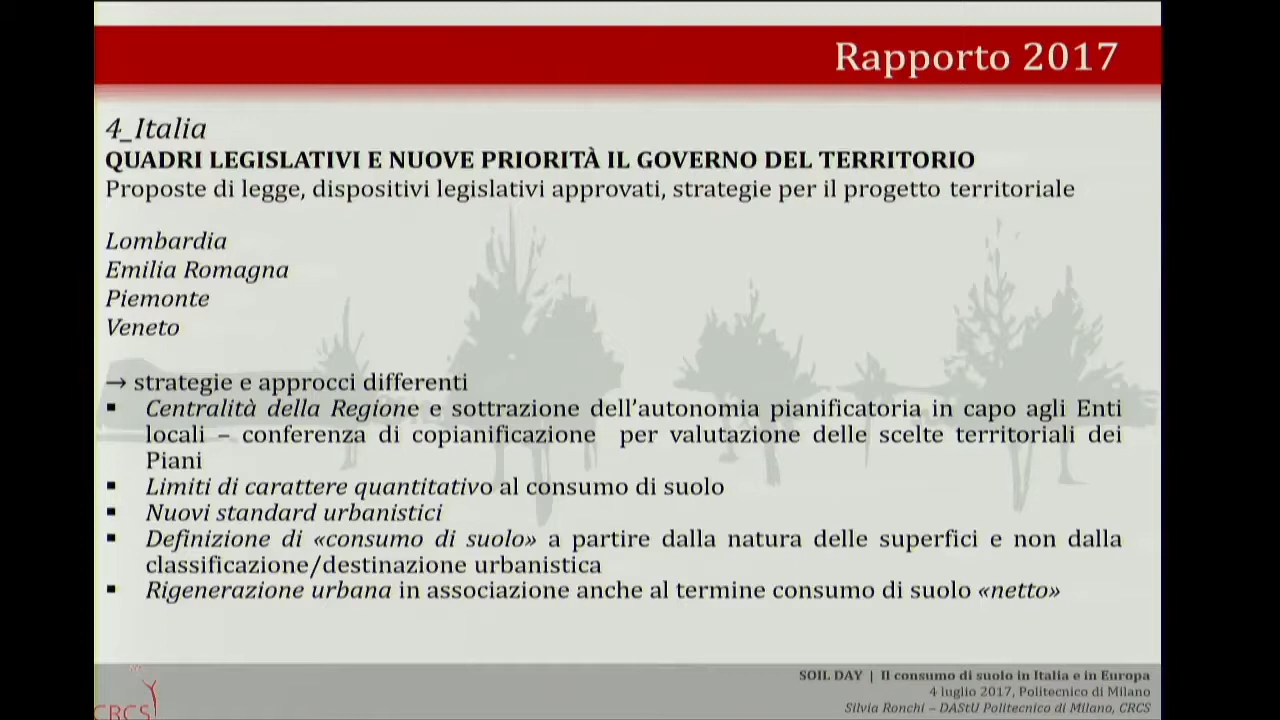 Rapporto 2017
4_Italia
QUADRI LEGISLATIVI E NUOVE PRIORITÀ IL GOVERNO DEL TERRITORIO
Proposte di legge, dispositivi legislativi approvati, strategie per il progetto territoriale
Lombardia
Emilia Romagna
Piemonte
Veneto
→ strategie e approcci differenti
▪ Centralità della Regione e sottrazione dell’autonomia pianificatoria in capo agli Enti
locali – conferenza di copianificazione per valutazione delle scelte territoriali dei
Piani
▪ Limiti di carattere quantitativo al consumo di suolo
▪ Nuovi standard urbanistici
▪ Definizione di «consumo di suolo» a partire dalla natura delle superfici e non dalla
classificazione/destinazione urbanistica
▪ Rigenerazione urbana in associazione anche al termine consumo di suolo «netto»
SOIL DAY | Il consumo di suolo in Italia e in Europa
4 luglio 2017, Politecnico di Milano
Silvia Ronchi – DAStU Politecnico di Milano, CRCS
CRCS